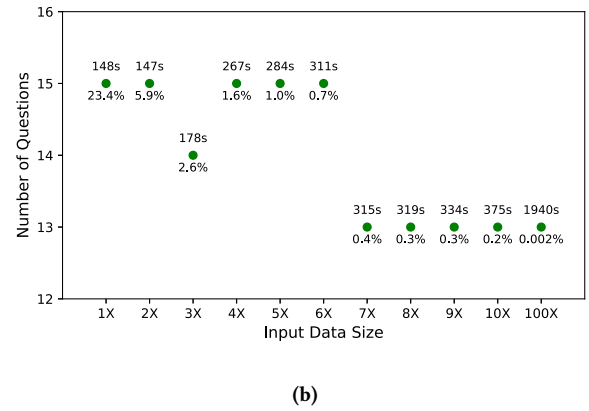 16
148s 147s 267s 284s 311s
15
23.4% 5.9% 1.6% 1.0% 0.7%
178s
14
2.6%
315s 319s 334s 375s 1940s
13
0.4% 0.3% 0.3% 0.2% 0.002%
12
Number of Questions
1X 2X 3X 4X 5X 6X 7X 8X 9X 10X 100X
Input Data Size
(b)